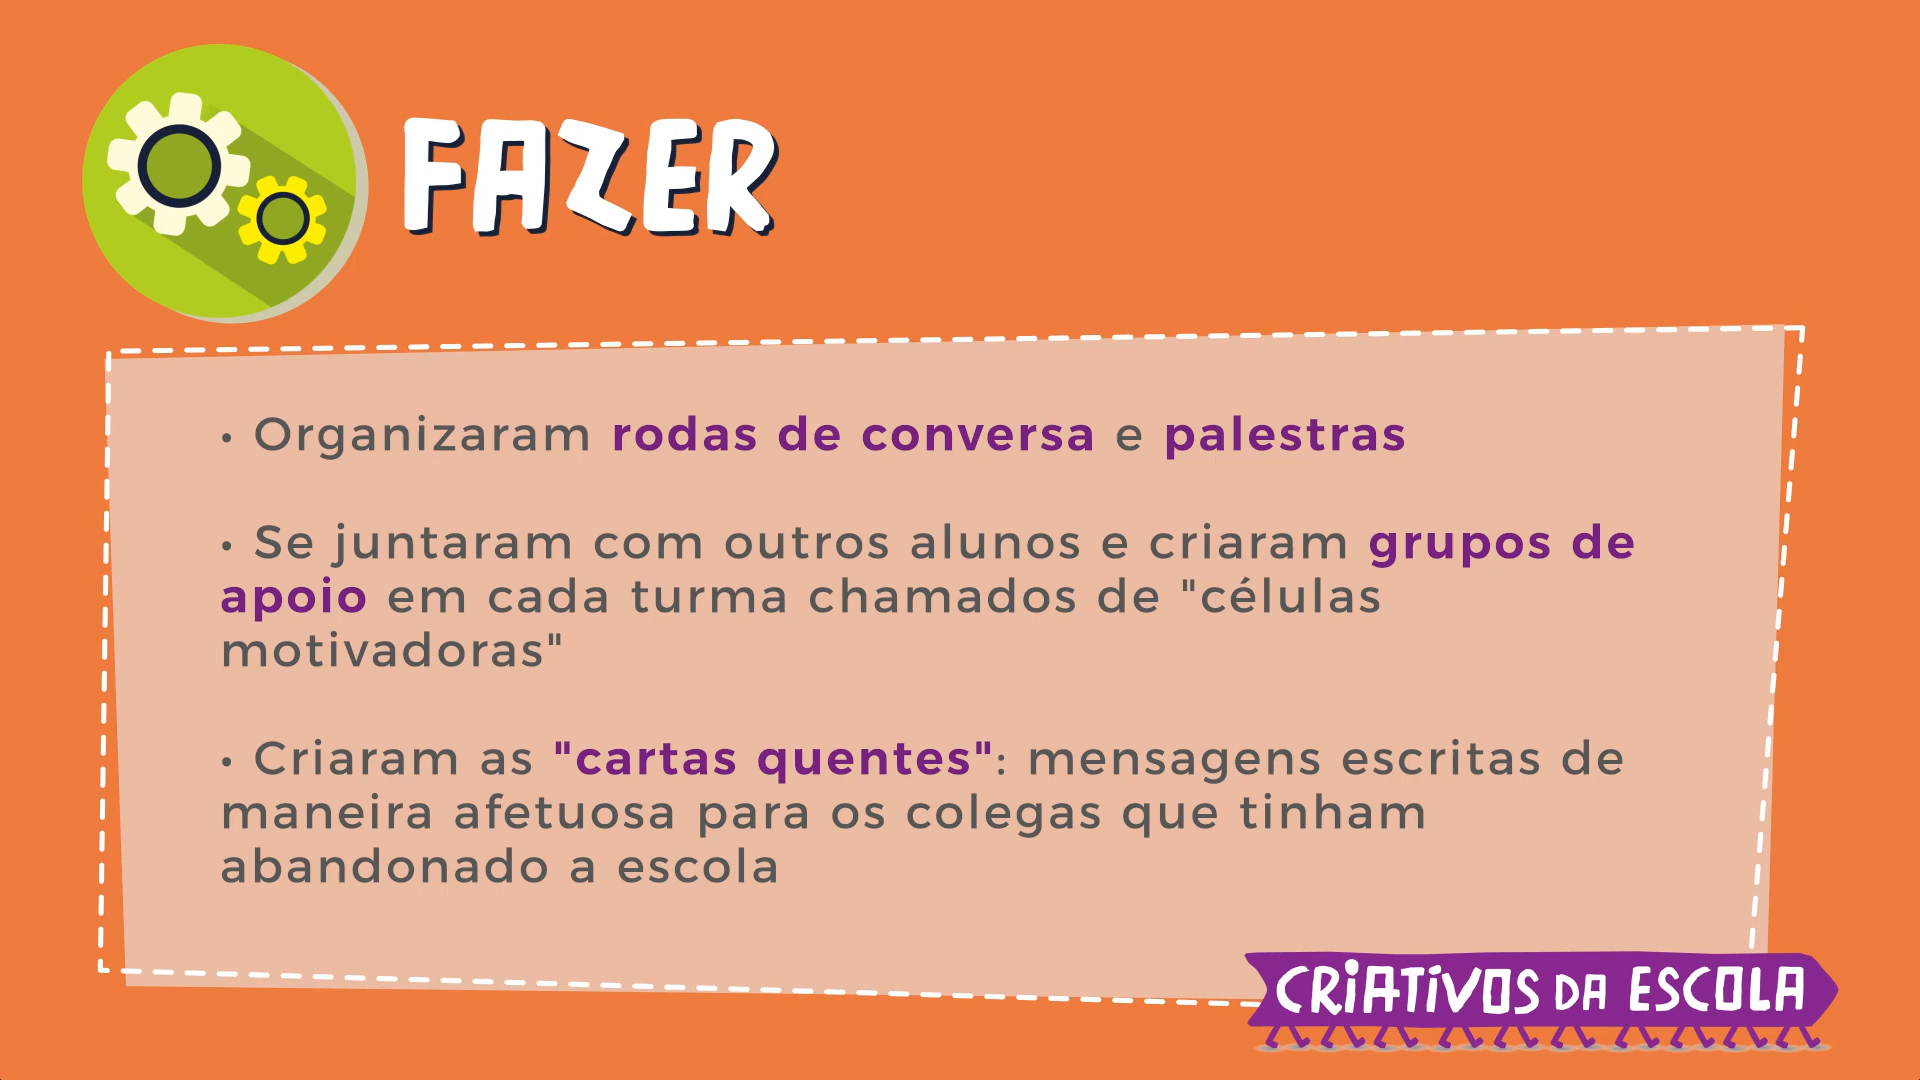 FAZER
• Organizaram rodas de conversa e palestras
• Se juntaram com outros alunos e criaram grupos de
apoio em cada turma chamados de "células
motivadoras"
• Criaram as "cartas quentes": mensagens escritas de
maneira afetuosa para os colegas que tinham
abandonado a escola
CRIATIVOS DA ESCOLA